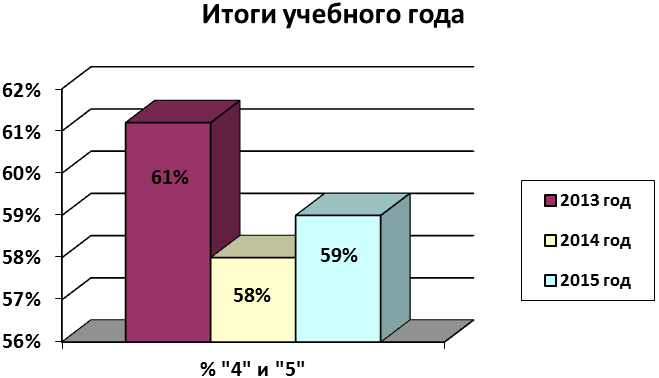 Итоги учебного года
62%
61%
60%
59%
58%
57%
56%
61%
58%
59%
% "4" и "5"
2013 год
2014 год
2015 год